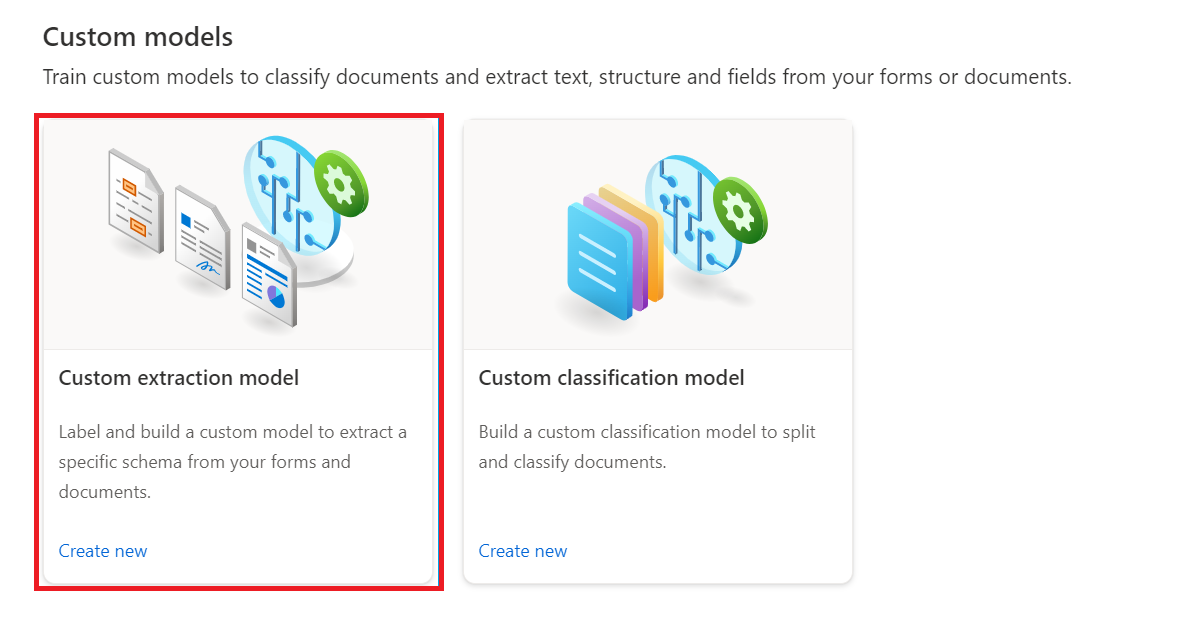 Custom models
Train custom models to classify documents and extract text, structure and fields from your forms or documents.
Custom extraction model
Label and build a custom model to extract a
specific schema from your forms and
documents.
Create new
Custom classification model
Build a custom classification model to split
and classify documents.
Create new